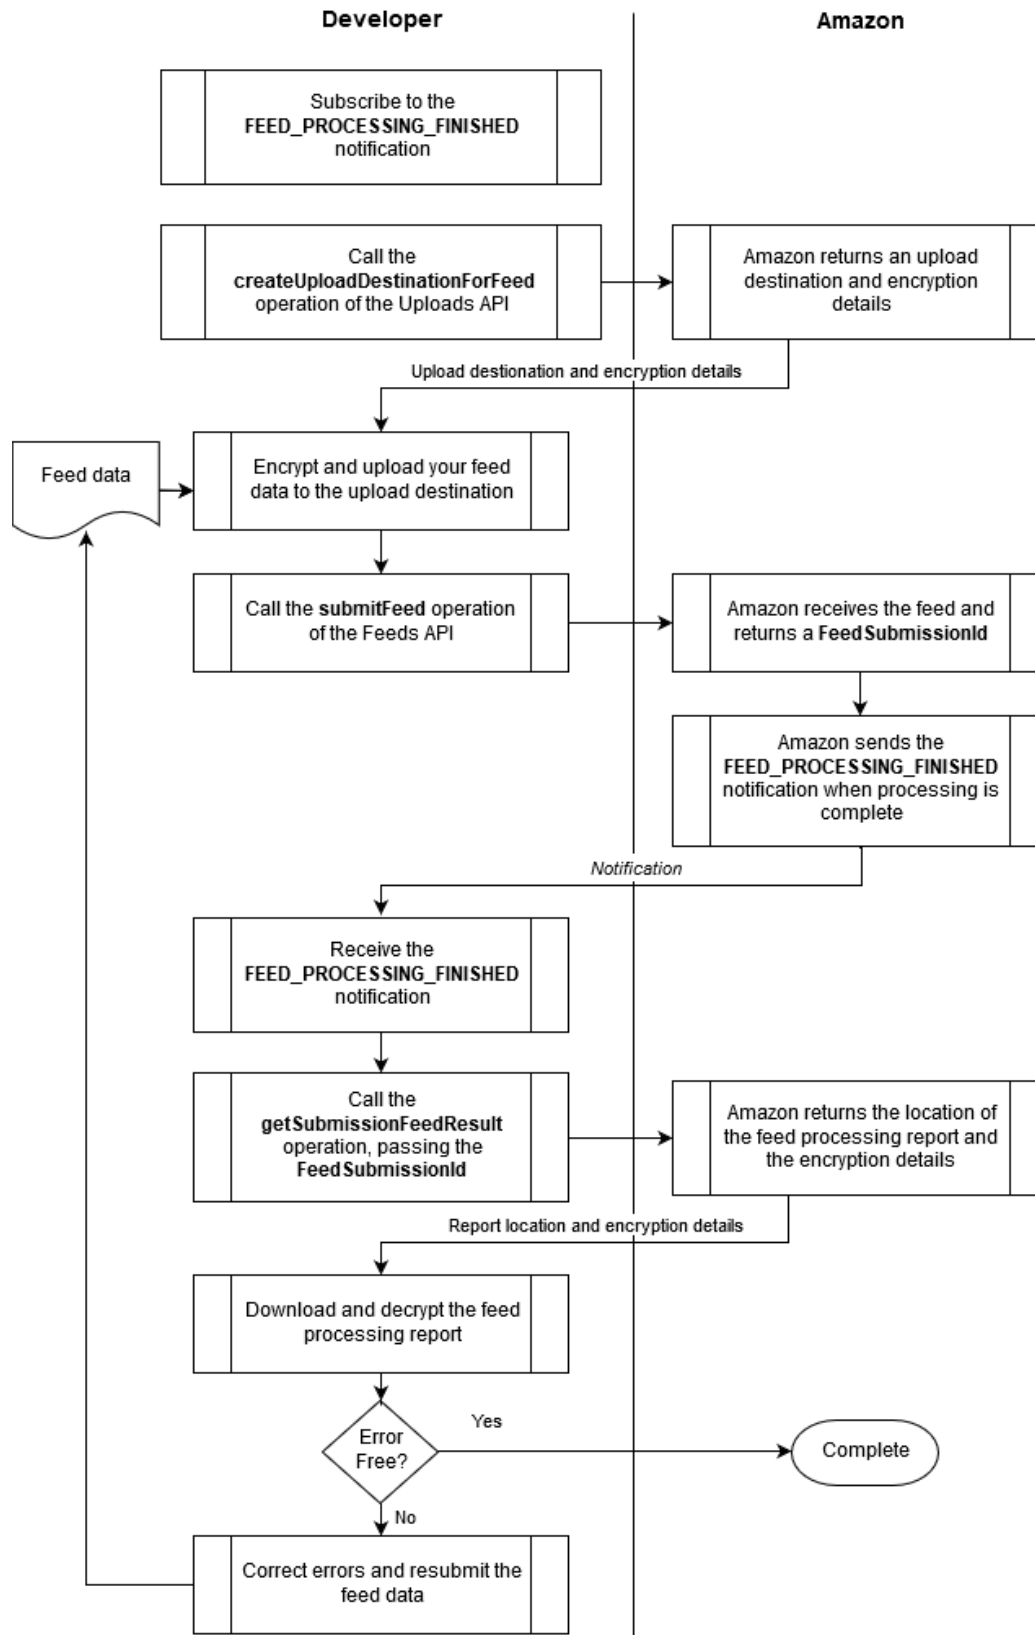 Developer
Amazon
Subscribe to the
FEED_PROCESSING_FINISHED
notification
Call the
createUploadDestinationForFeed
operation of the Uploads API
Amazon returns an upload
destination and encryption
details
Upload destionation and encryption details
Feed data
Encrypt and upload your feed
data to the upload destination
Call the submitFeed operation
of the Feeds API
Amazon receives the feed and
returns a FeedSubmissionId
Amazon sends the
FEED_PROCESSING_FINISHED
notification when processing is
complete
Notification
Receive the
FEED_PROCESSING_FINISHED
notification
Call the
getSubmissionFeedResult
operation, passing the
FeedSubmissionId
Amazon returns the location of
the feed processing report and
the encryption details
Report location and encryption details
Download and decrypt the feed
processing report
Error
Free?
Yes
Complete
No
Correct errors and resubmit the
feed data